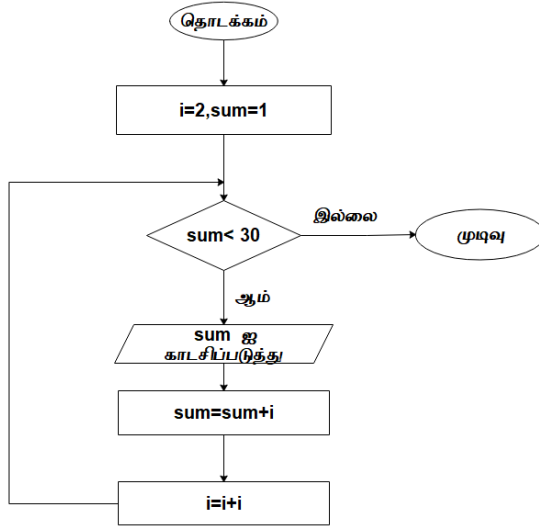 தொடக்கம்
i=2,sum=1
sum< 30
இல்லை
முடிவு
ஆம்
sum ஐ
காடசிப்படுத்து
sum=sum+i
i=i+i